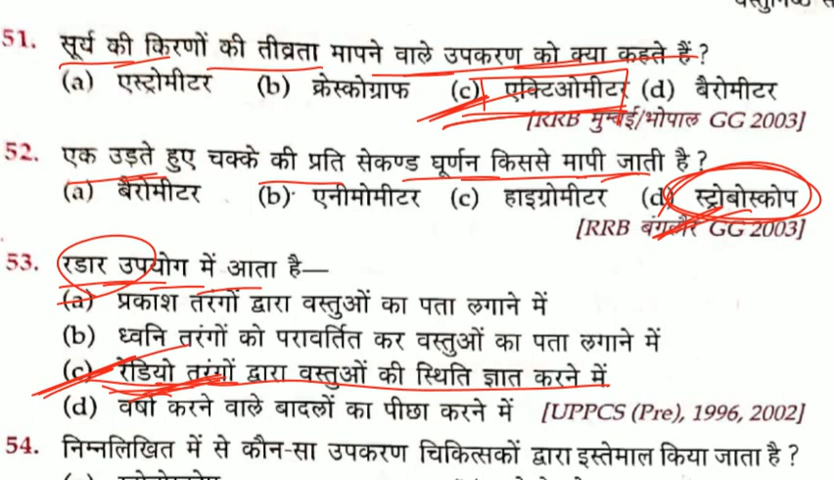 51. सूर्य की किरणों की तीव्रता मापने वाले उपकरण को क्या कहते हैं?
(a) एस्ट्रोमीटर (b) क्रेस्कोग्राफ (c) एक्टिओमीटर (d) बैरोमीटर
[RRB मुम्बई/भोपाल GG 2003]
52. एक उड़ते हुए चक्के की प्रति सेकण्ड घूर्णन किससे मापी जाती है?
(a) बैरोमीटर (b) एनीमोमीटर (c) हाइग्रोमीटर (d) स्ट्रोबोस्कोप
[RRB बंगलौर GG 2003]
53. रडार उपयोग में आता है—
(a) प्रकाश तरंगों द्वारा वस्तुओं का पता लगाने में
(b) ध्वनि तरंगों को परावर्तित कर वस्तुओं का पता लगाने में
(c) रेडियो तरंगों द्वारा वस्तुओं की स्थिति ज्ञात करने में
(d) वर्षा करने वाले बादलों का पीछा करने में [UPPCS (Pre), 1996, 2002]
54. निम्नलिखित में से कौन-सा उपकरण चिकित्सकों द्वारा इस्तेमाल किया जाता है?